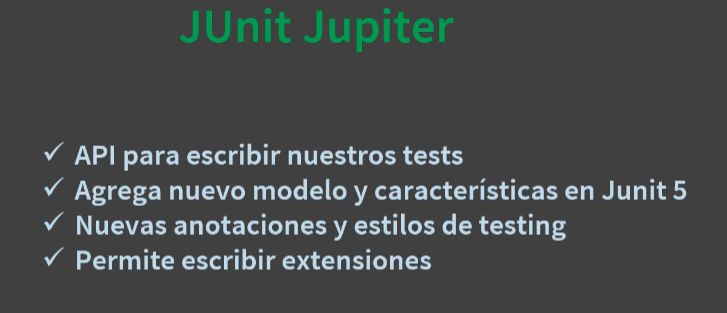 JUnit Jupiter
✓ API para escribir nuestros tests
✓ Agrega nuevo modelo y características en Junit 5
✓ Nuevas anotaciones y estilos de testing
✓ Permite escribir extensiones